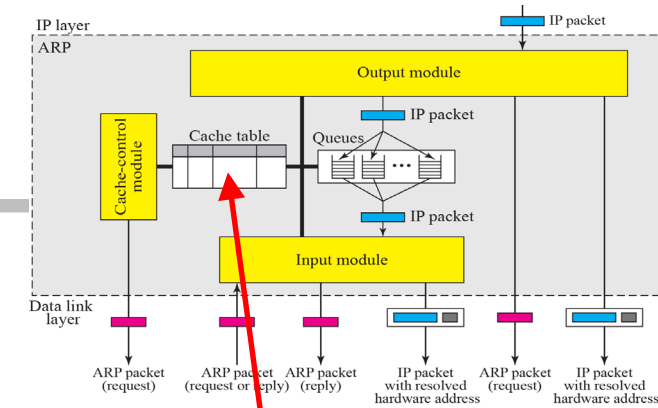 IP packet
IP layer
ARP
Output module
IP packet
Cache-control
module
Cache table
Queues
IP packet
Input module
Data link
layer
ARP packet
(request)
ARP packet
(request or reply)
ARP packet
(reply)
IP packet
with resolved
hardware address
ARP packet
(request)
IP packet
with resolved
hardware address